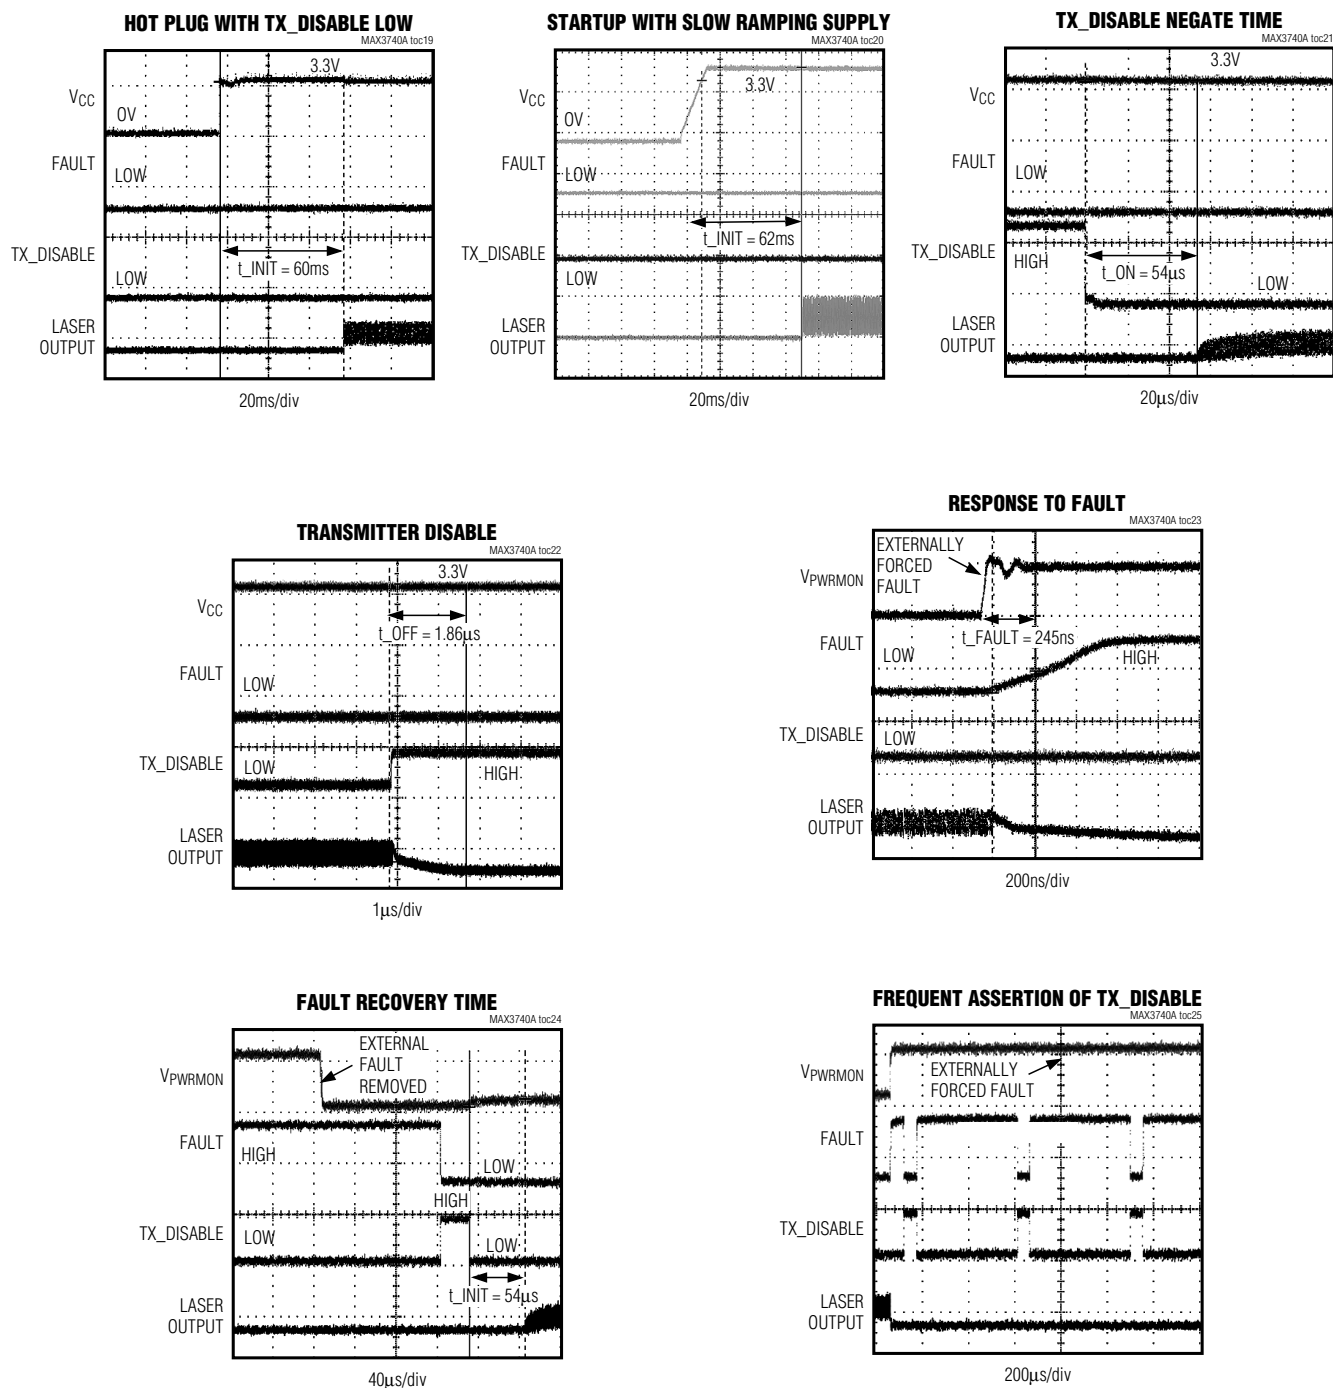 HOT PLUG WITH TX_DISABLE LOW
MAX3740A toc19
3.3V
VCC
0V
FAULT
LOW
TX_DISABLE
t_INIT = 60ms
LOW
LASER
OUTPUT
20ms/div
STARTUP WITH SLOW RAMPING SUPPLY
MAX3740A toc20
3.3V
VCC
0V
FAULT
LOW
t_INIT = 62ms
TX_DISABLE
LOW
LASER
OUTPUT
20ms/div
TX_DISABLE NEGATE TIME
MAX3740A toc21
3.3V
VCC
FAULT
LOW
TX_DISABLE
HIGH
t_ON = 54µs
LOW
LASER
OUTPUT
20µs/div
TRANSMITTER DISABLE
MAX3740A toc22
3.3V
VCC
t_OFF = 1.86µs
FAULT
LOW
TX_DISABLE
LOW
HIGH
LASER
OUTPUT
1µs/div
RESPONSE TO FAULT
MAX3740A toc23
EXTERNALLY
FORCED
FAULT
VPWRMON
t_FAULT = 245ns
FAULT
LOW
HIGH
TX_DISABLE
LOW
LASER
OUTPUT
200ns/div
FAULT RECOVERY TIME
MAX3740A toc24
EXTERNAL
FAULT
REMOVED
VPWRMON
FAULT
HIGH
LOW
HIGH
TX_DISABLE
LOW
LOW
t_INIT = 54µs
LASER
OUTPUT
40µs/div
FREQUENT ASSERTION OF TX_DISABLE
MAX3740A toc25
VPWRMON
EXTERNALLY
FORCED FAULT
FAULT
TX_DISABLE
LASER
OUTPUT
200µs/div